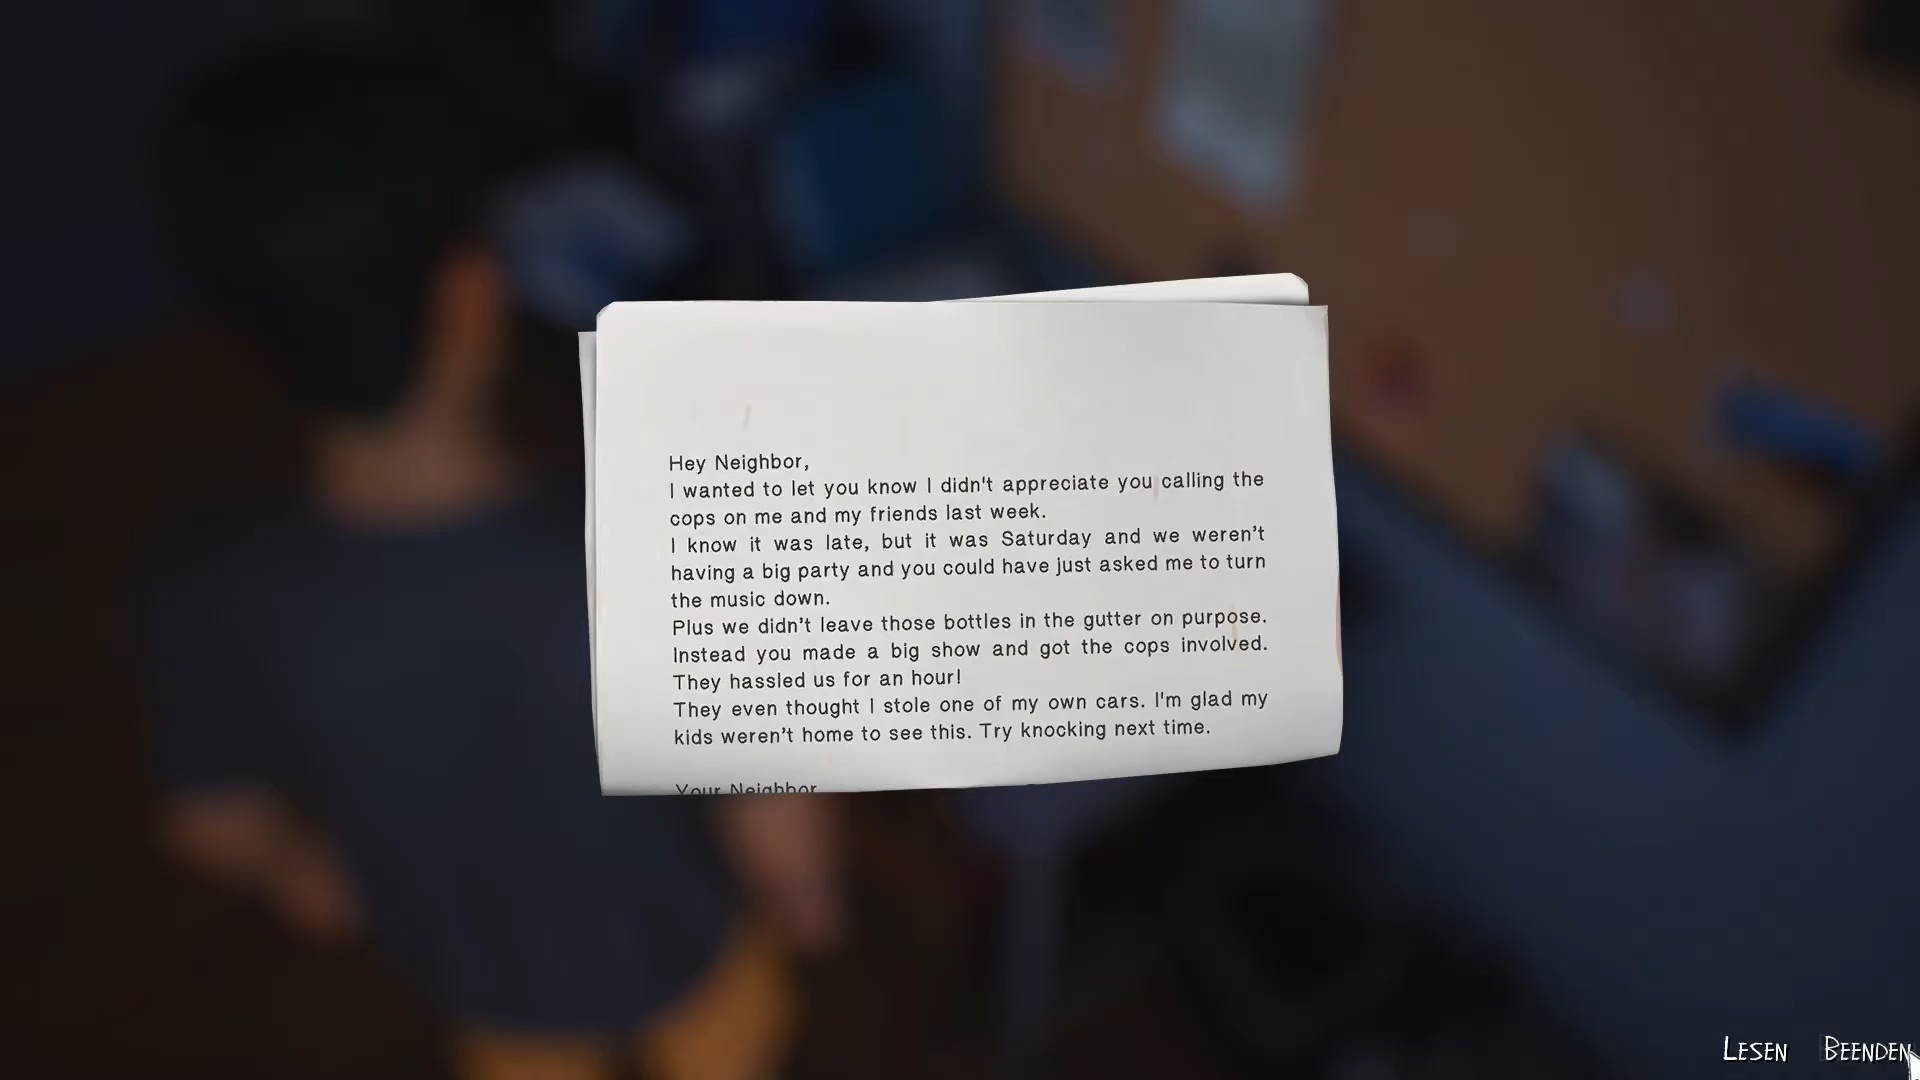 Hey Neighbor,
I wanted to let you know I didn't appreciate you calling the
cops on me and my friends last week.
I know it was late, but it was Saturday and we weren't
having a big party and you could have just asked me to turn
the music down.
Plus we didn't leave those bottles in the gutter on purpose.
Instead you made a big show and got the cops involved.
They hassled us for an hour!
They even thought I stole one of my own cars. I'm glad my
kids weren't home to see this. Try knocking next time.
Your Neighbor
LESEN BEENDEN